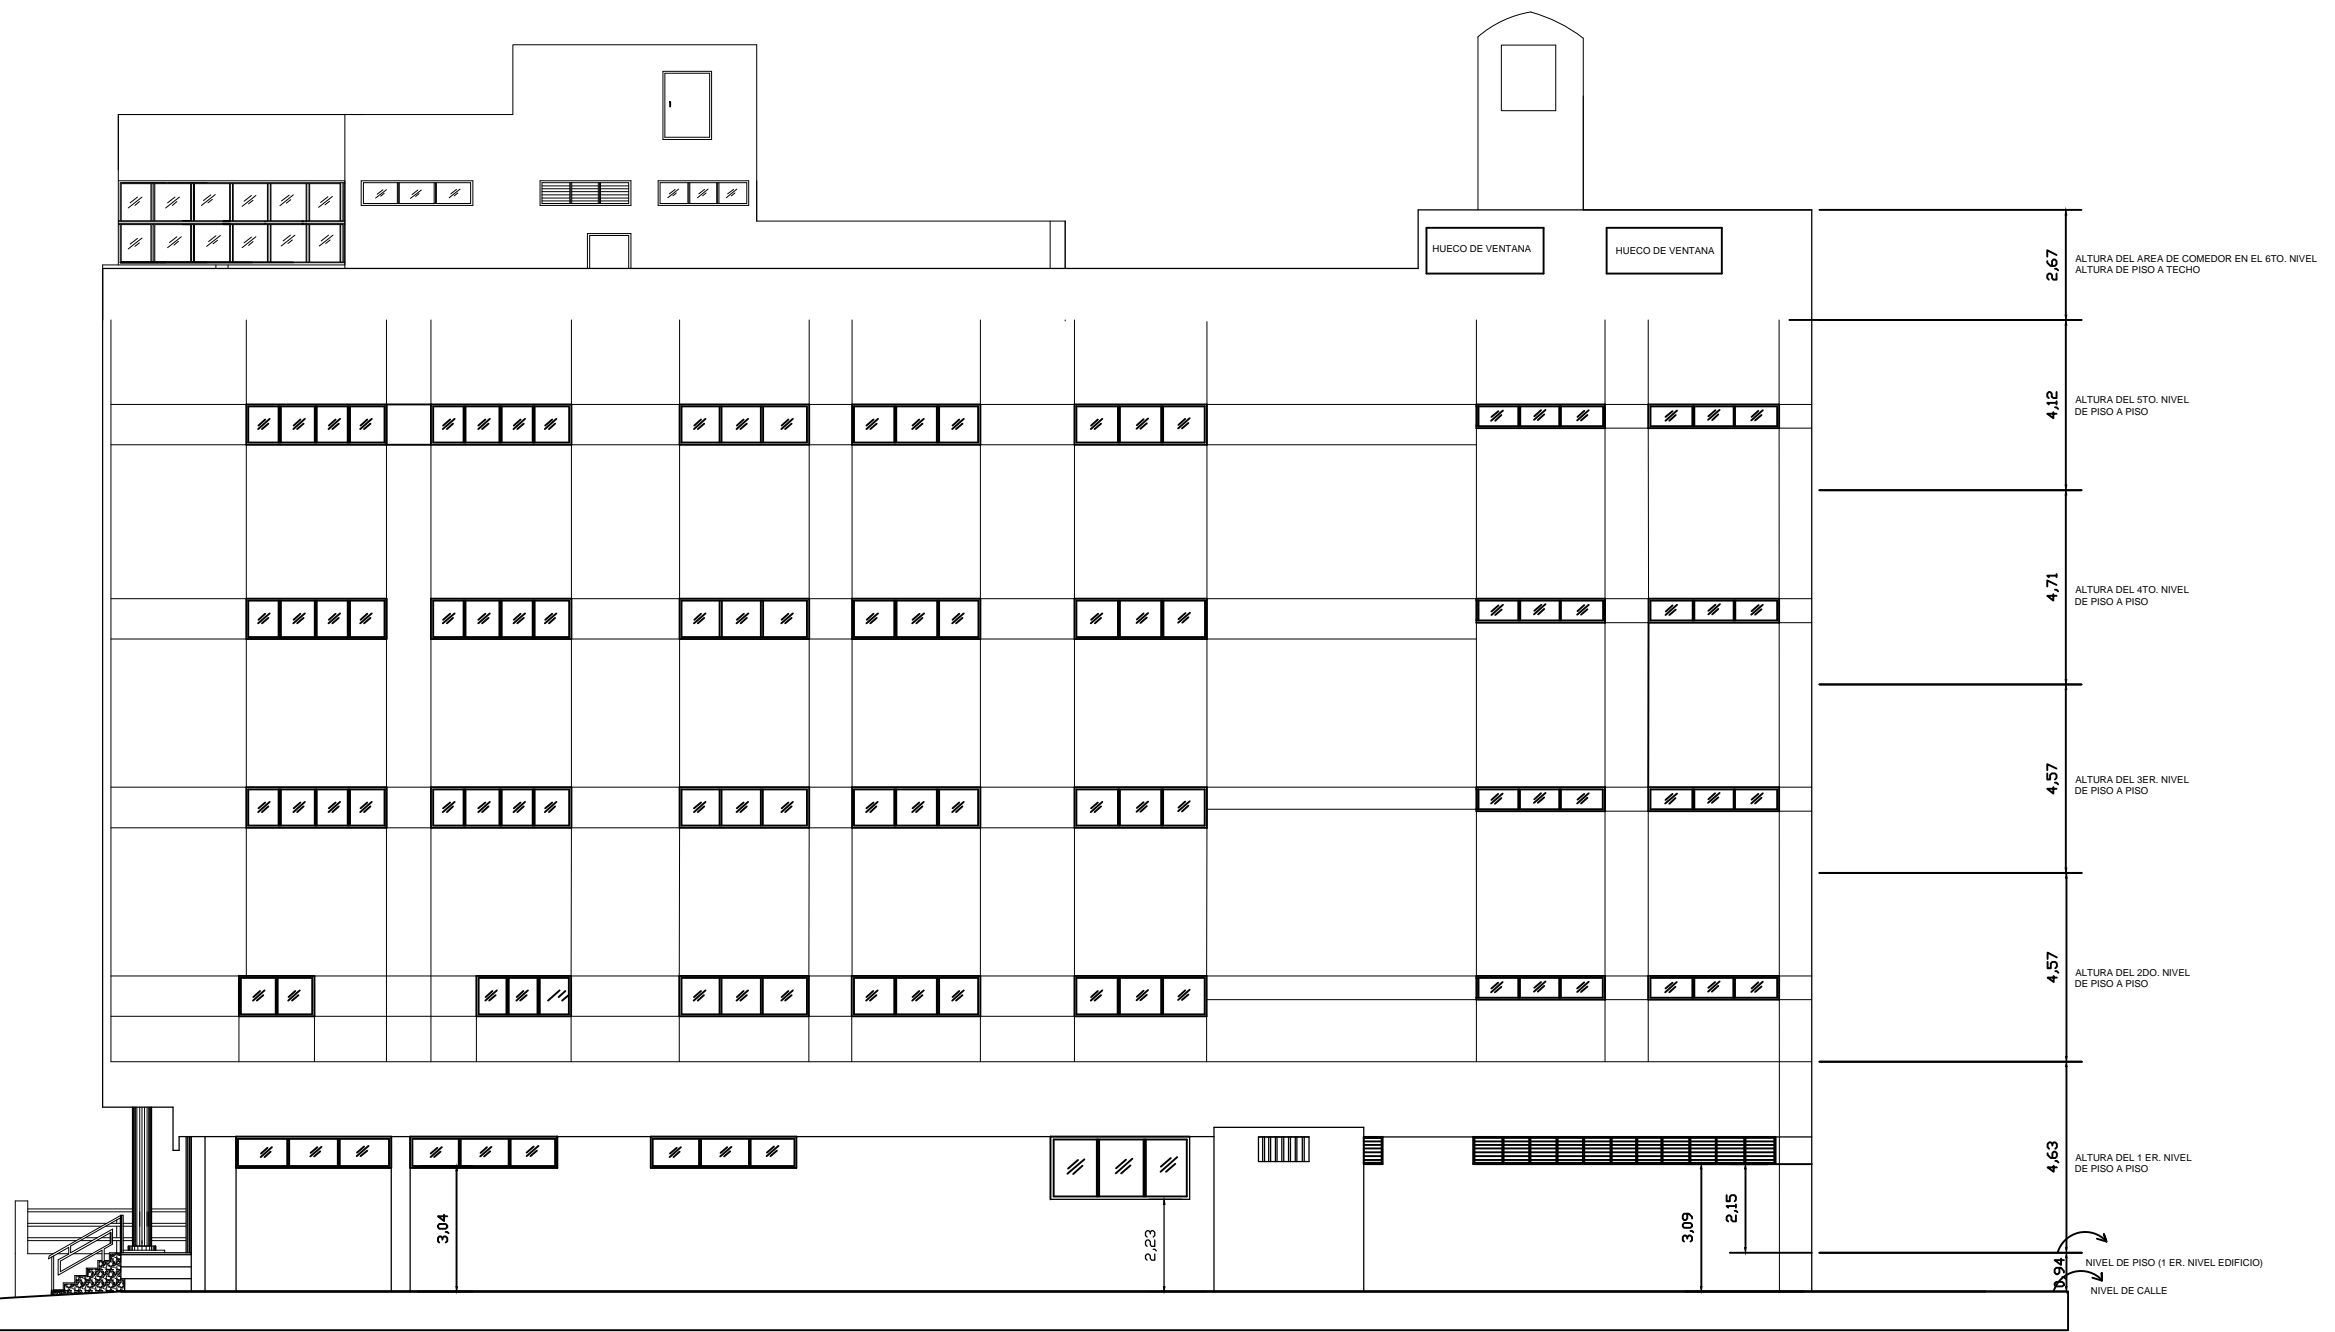 HUECO DE VENTANA
HUECO DE VENTANA
2,67
ALTURA DEL AREA DE COMEDOR EN EL 6TO. NIVEL
ALTURA DE PISO A TECHO
4,12
ALTURA DEL 5TO. NIVEL
DE PISO A PISO
4,71
ALTURA DEL 4TO. NIVEL
DE PISO A PISO
4,57
ALTURA DEL 3ER. NIVEL
DE PISO A PISO
4,57
ALTURA DEL 2DO. NIVEL
DE PISO A PISO
4,63
ALTURA DEL 1 ER. NIVEL
DE PISO A PISO
3,04
2,23
3,09
2,15
0,94
NIVEL DE PISO (1 ER. NIVEL EDIFICIO)
NIVEL DE CALLE